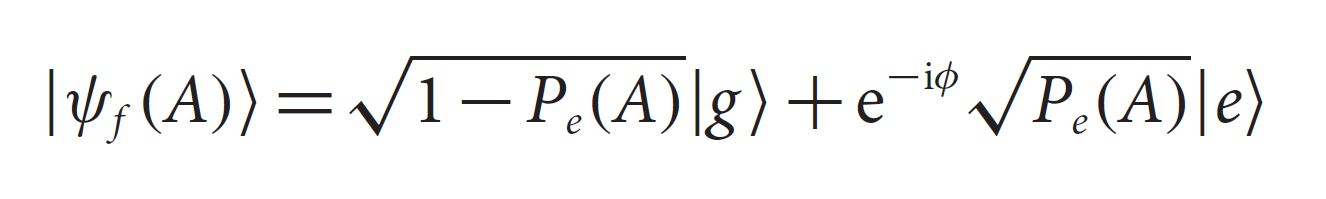 |ψ_f(A)⟩ = √(1 − P_e(A))|g⟩ + e^{−iϕ}√(P_e(A))|e⟩